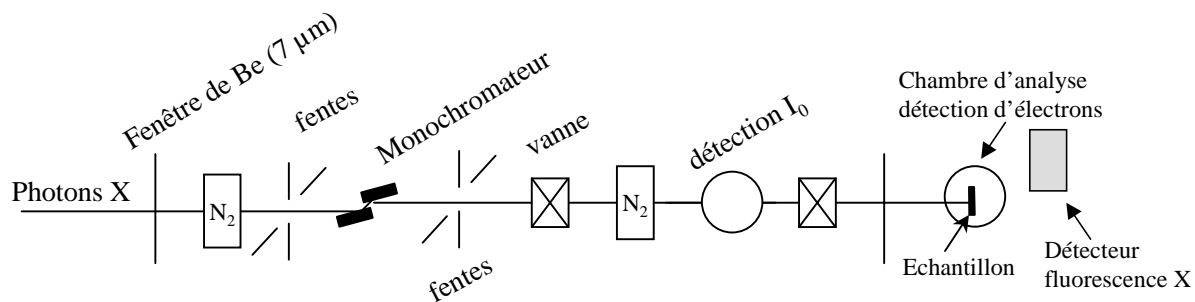 Photons X
Fenêtre de Be (7 µm)
N2
fentes
Monochromateur
fentes
vanne
N2
détection I0
Chambre d'analyse
détection d'électrons
Echantillon
Détecteur
fluorescence X